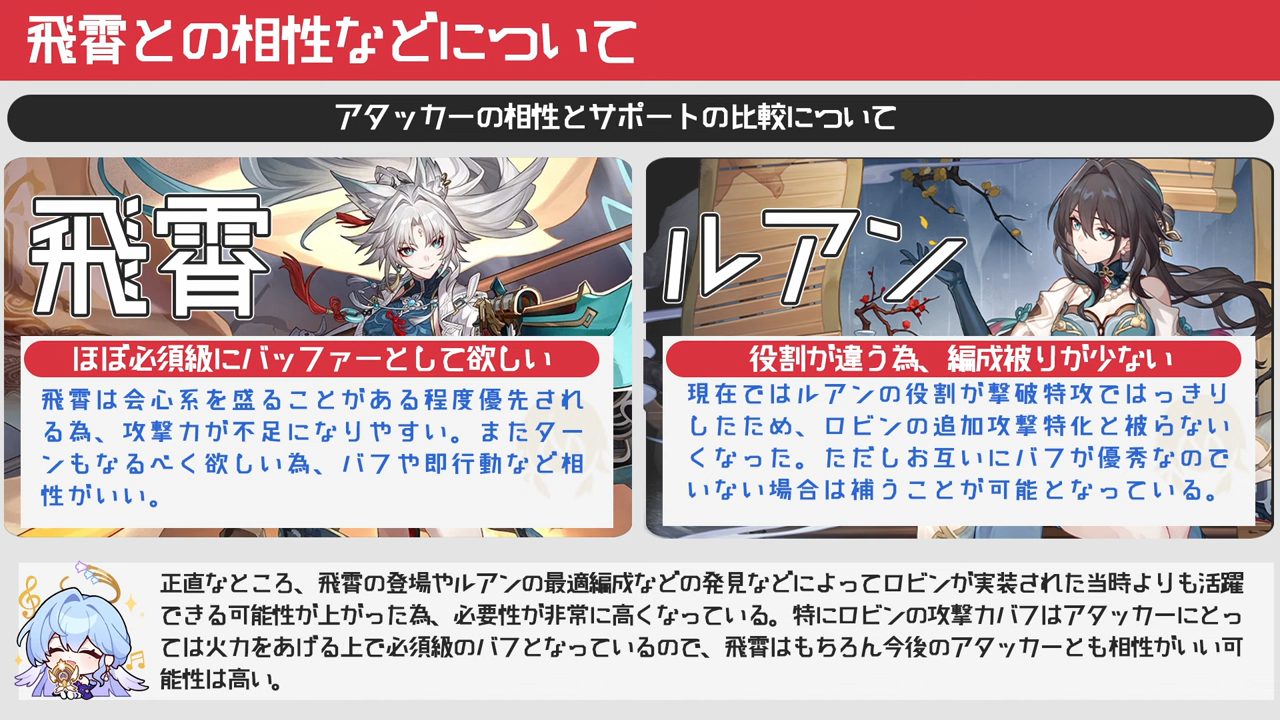 飛霄との相性などについて
アタッカーの相性とサポートの比較について
飛霄
ほぼ必須級にバッファーとして欲しい
飛霄は会心系を盛ることがある程度優先され
る為、攻撃力が不足になりやすい。またター
ンもなるべく欲しい為、バフや即行動など相
性がいい。
ルアン
役割が違う為、編成被りが少ない
現在ではルアンの役割が撃破特攻ではっきり
したため、ロビンの追加攻撃特化と被らない
くなった。ただしお互いにバフが優秀なので
いない場合は補うことが可能となっている。
正直なところ、飛霄の登場やルアンの最適編成などの発見などによってロビンが実装された当時よりも活躍
できる可能性が上がった為、必要性が非常に高くなっている。特にロビンの攻撃力バフはアタッカーにとっ
ては火力をあげる上で必須級のバフとなっているので、飛霄はもちろん今後のアタッカーとも相性がいい可
能性は高い。